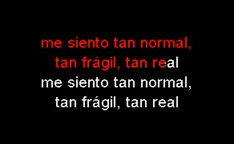 me siento tan normal,
tan frágil, tan real
me siento tan normal,
tan frágil, tan real